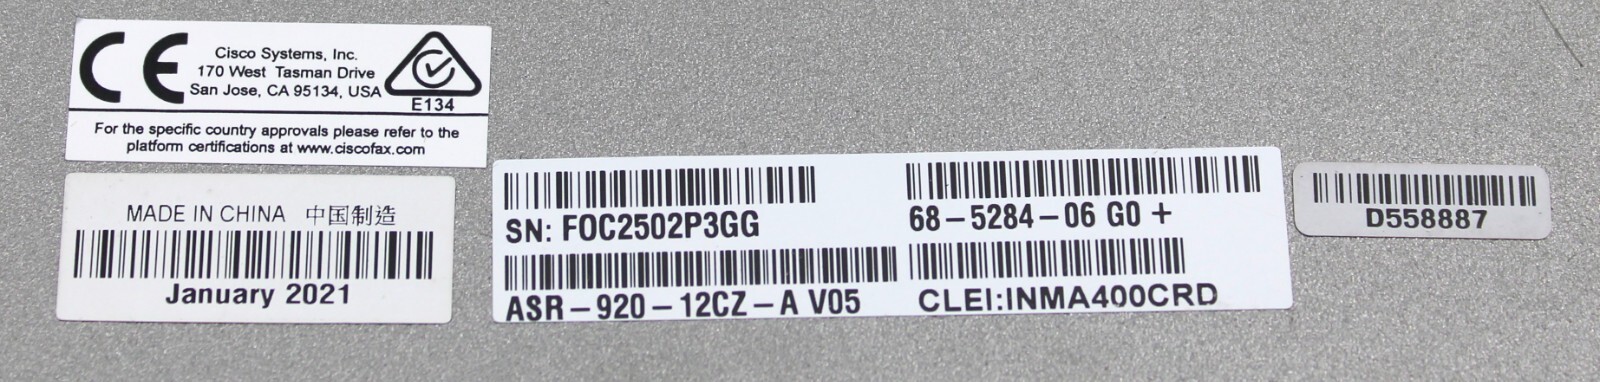 CE
Cisco Systems, Inc.
170 West Tasman Drive
San Jose, CA 95134, USA
E134
For the specific country approvals please refer to the
platform certifications at www.ciscofax.com
MADE IN CHINA 中国制造
January 2021
SN: FOC2502P3GG
68-5284-06 G0 +
ASR-920-12CZ-A V05
CLEI:INMA400CRD
D558887